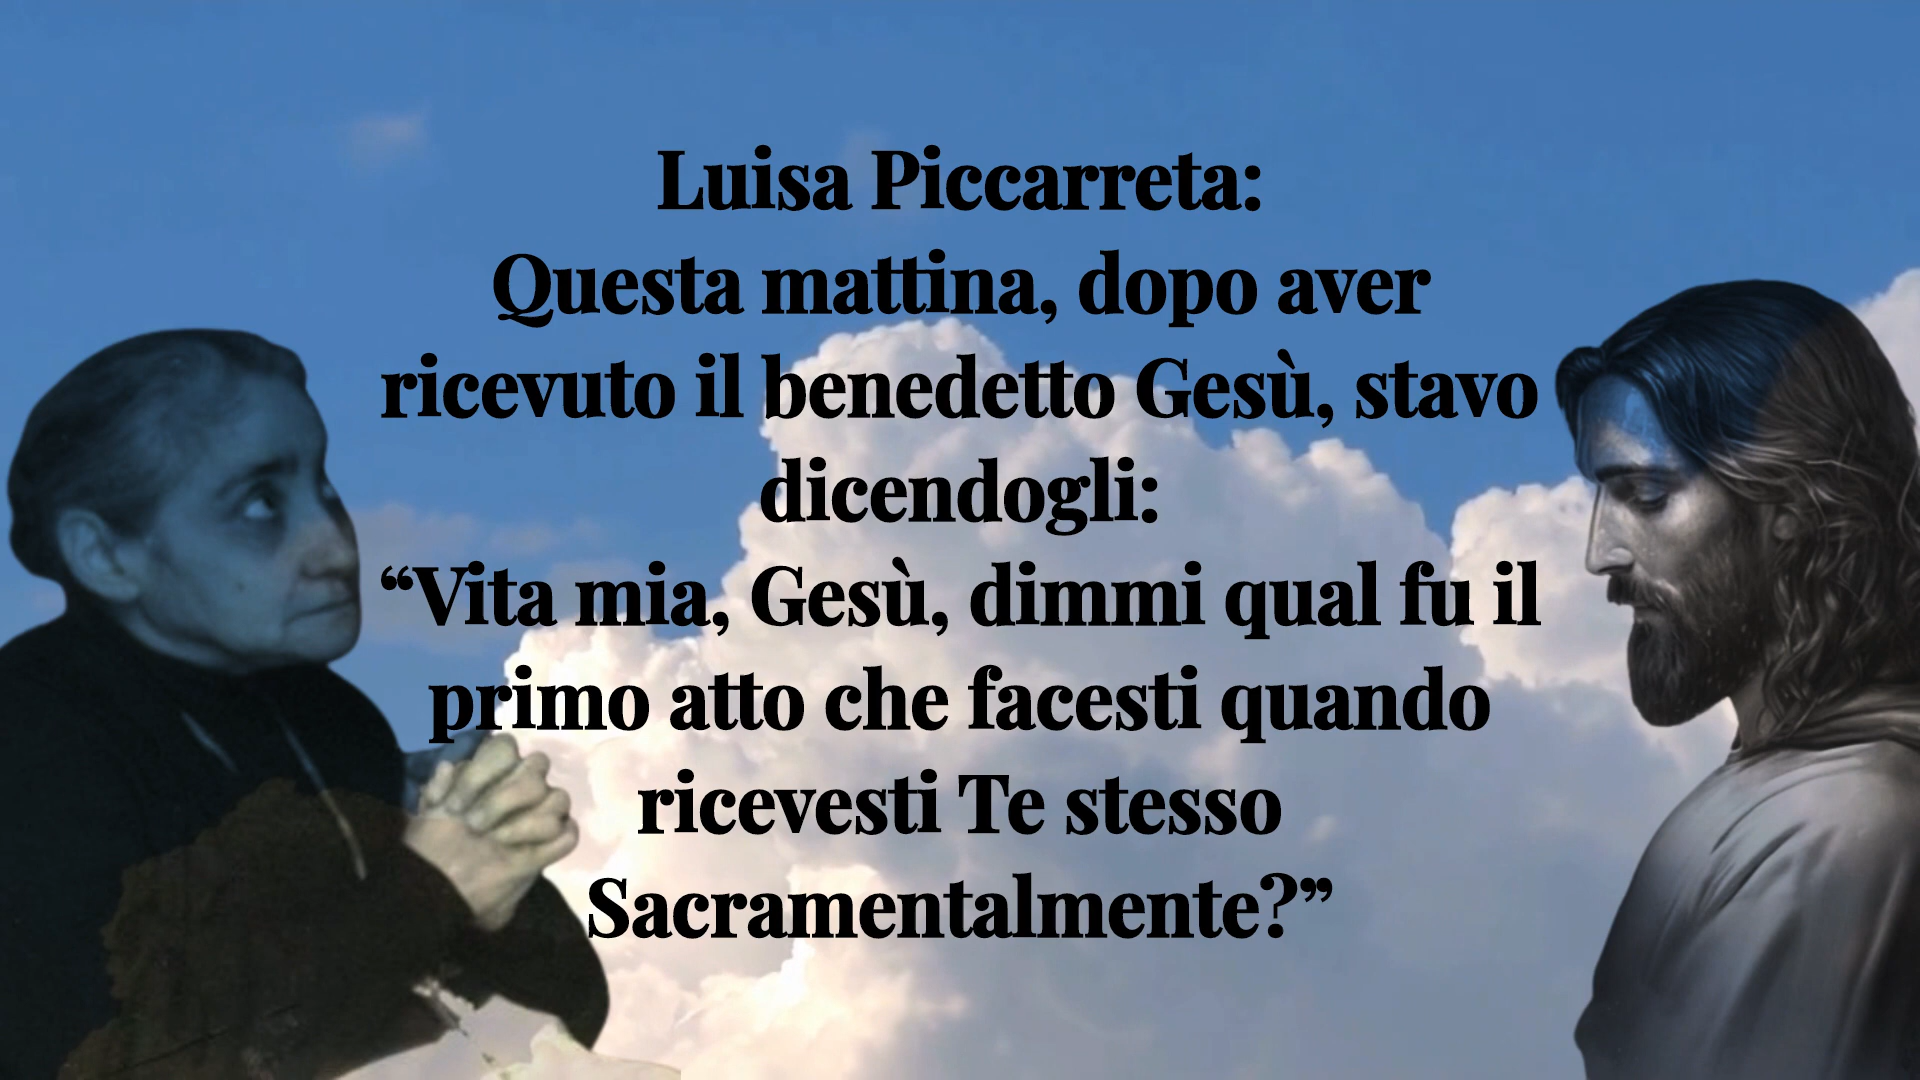 Luisa Piccarreta:
Questa mattina, dopo aver
ricevuto il benedetto Gesù, stavo
dicendogli:
“Vita mia, Gesù, dimmi qual fu il
primo atto che facesti quando
ricevesti Te stesso
Sacramentalmente?”